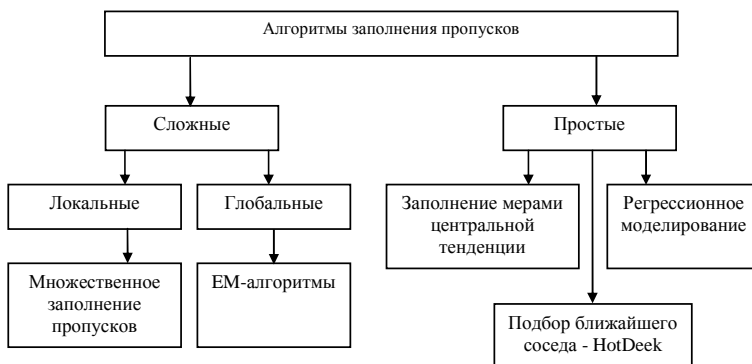 Алгоритмы заполнения пропусков
Сложные
Простые
Локальные
Глобальные
Заполнение мерами
центральной
тенденции
Регрессионное
моделирование
Множественное
заполнение
пропусков
EM-алгоритмы
Подбор ближайшего
соседа - HotDeek